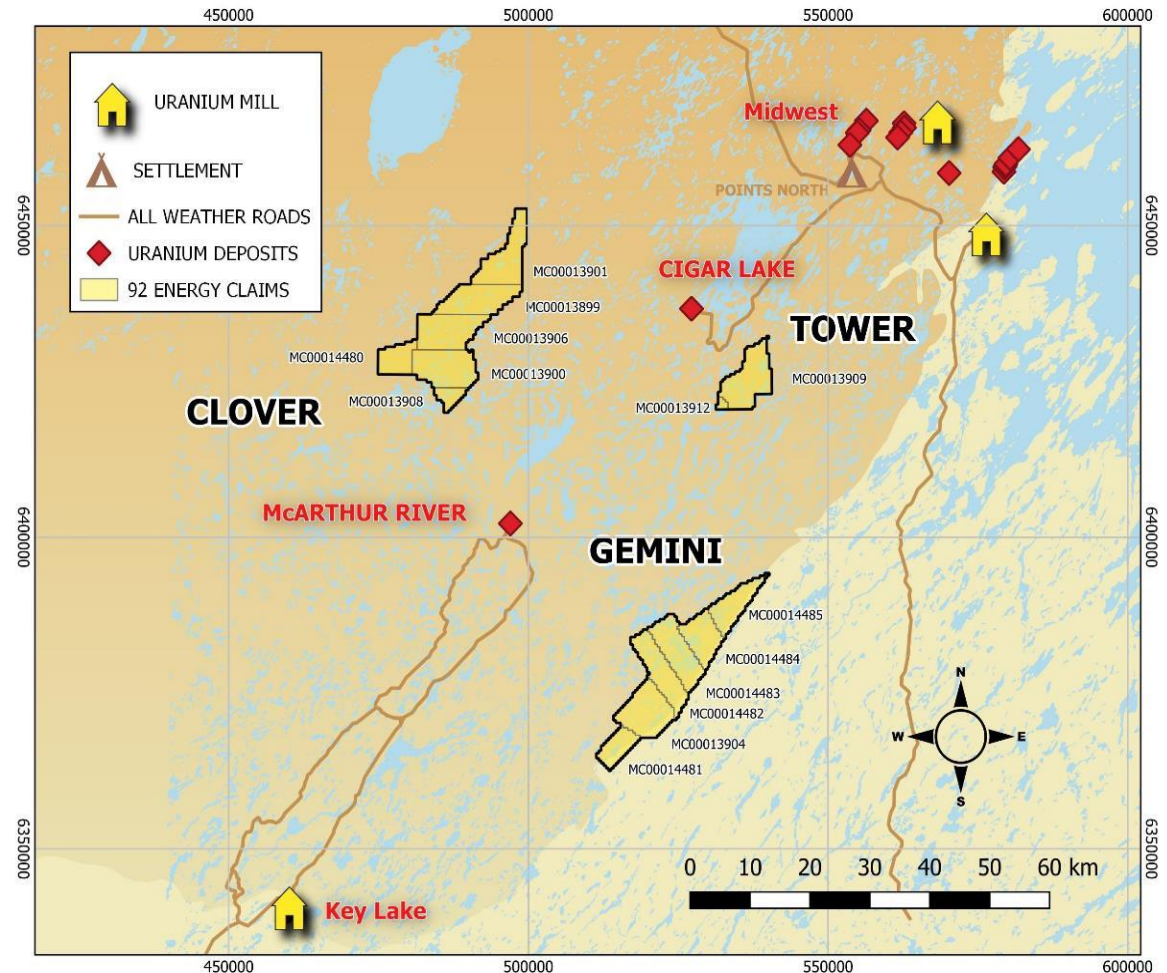 450000
500000
550000
600000
URANIUM MILL
SETTLEMENT
ALL WEATHER ROADS
URANIUM DEPOSITS
92 ENERGY CLAIMS
Midwest
POINTS NORTH
6450000
6450000
CIGAR LAKE
MC00013901
MC00013899
MC00013906
MC00014480
MC00013900
MC00013908
CLOVER
TOWER
MC00013909
MC00013912
McARTHUR RIVER
6400000
6400000
GEMINI
MC00014485
MC00014484
MC00014483
MC00014482
MC00013904
MC00014481
N
W
E
S
6350000
6350000
0 10 20 30 40 50 60 km
Key Lake
450000
500000
550000
600000